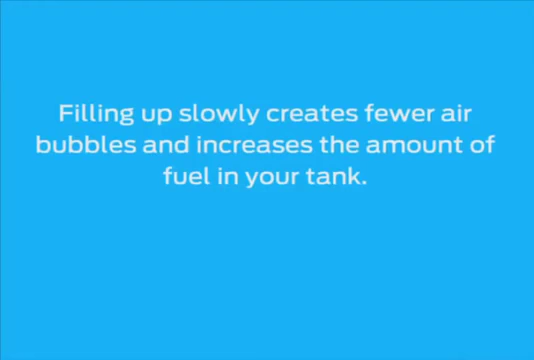 Filling up slowly creates fewer air
bubbles and increases the amount of
fuel in your tank.